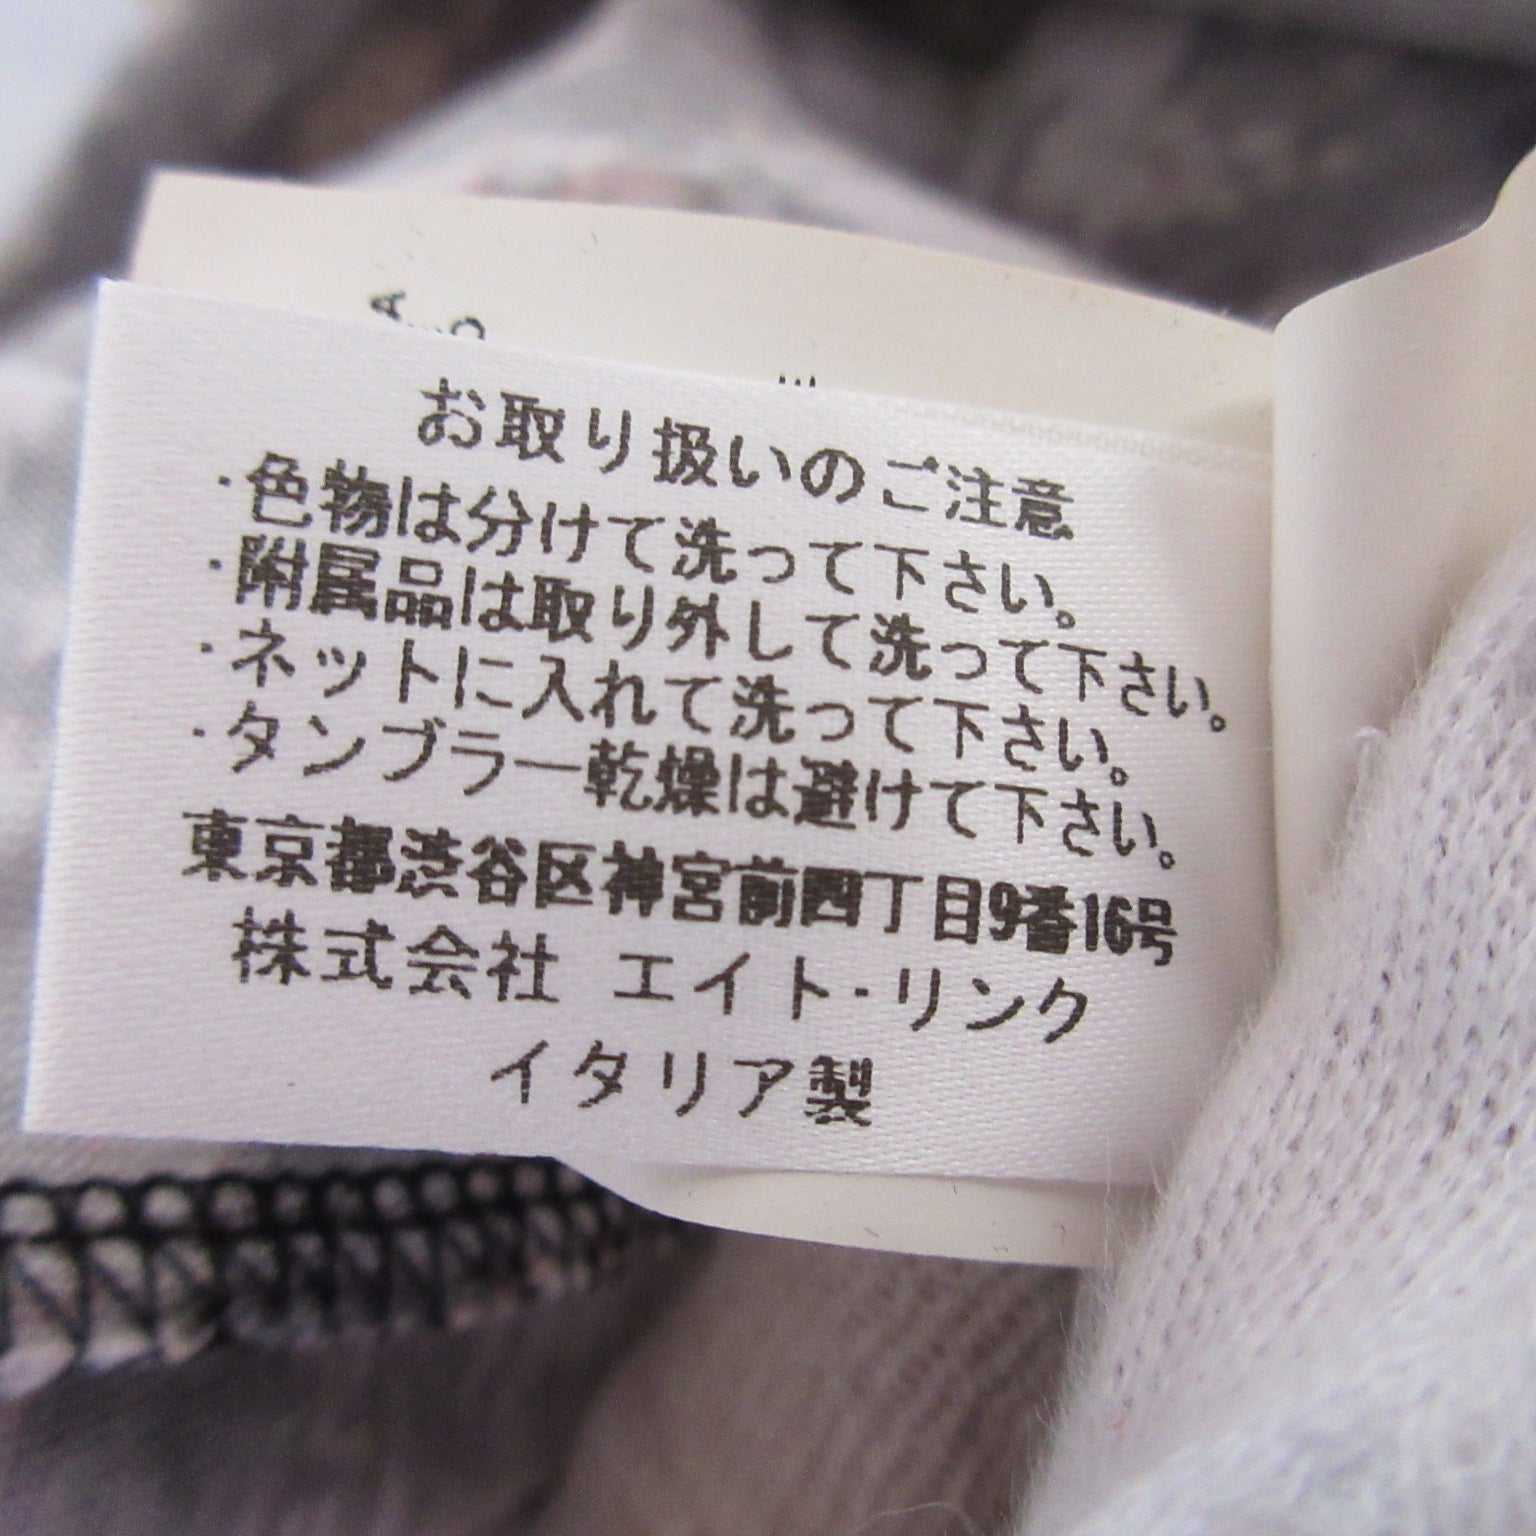 お取り扱いのご注意
・色物は分けて洗って下さい。
・附属品は取り外して洗って下さい。
・ネットに入れて洗って下さい。
・タンブラー乾燥は避けて下さい。
東京都渋谷区神宮前四丁目9番16号
株式会社 エイト・リンク
イタリア製